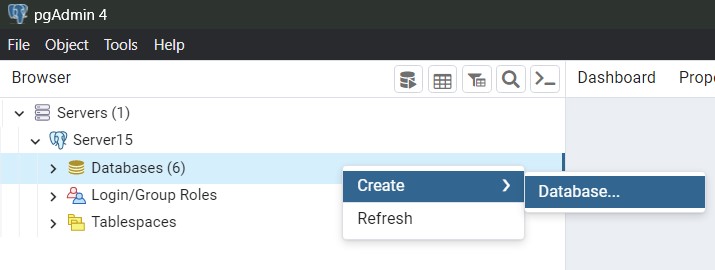 pgAdmin 4
File Object Tools Help
Browser
Dashboard Prop
Servers (1)
Server15
Databases (6)
Create
Database...
Login/Group Roles
Refresh
Tablespaces